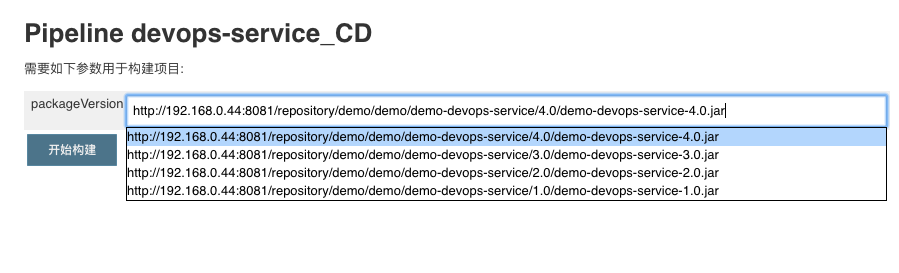 Pipeline devops-service_CD
需要如下参数用于构建项目:
packageVersion
http://192.168.0.44:8081/repository/demo/demo/demo-devops-service/4.0/demo-devops-service-4.0.jar
http://192.168.0.44:8081/repository/demo/demo/demo-devops-service/4.0/demo-devops-service-4.0.jar
开始构建
http://192.168.0.44:8081/repository/demo/demo/demo-devops-service/3.0/demo-devops-service-3.0.jar
http://192.168.0.44:8081/repository/demo/demo/demo-devops-service/2.0/demo-devops-service-2.0.jar
http://192.168.0.44:8081/repository/demo/demo/demo-devops-service/1.0/demo-devops-service-1.0.jar